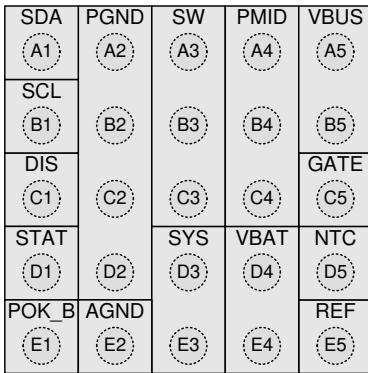 SDA PGND SW PMID VBUS
A1 A2 A3 A4 A5
SCL
B1 B2 B3 B4 B5
DIS GATE
C1 C2 C3 C4 C5
STAT SYS VBAT NTC
D1 D2 D3 D4 D5
POK_B AGND REF
E1 E2 E3 E4 E5